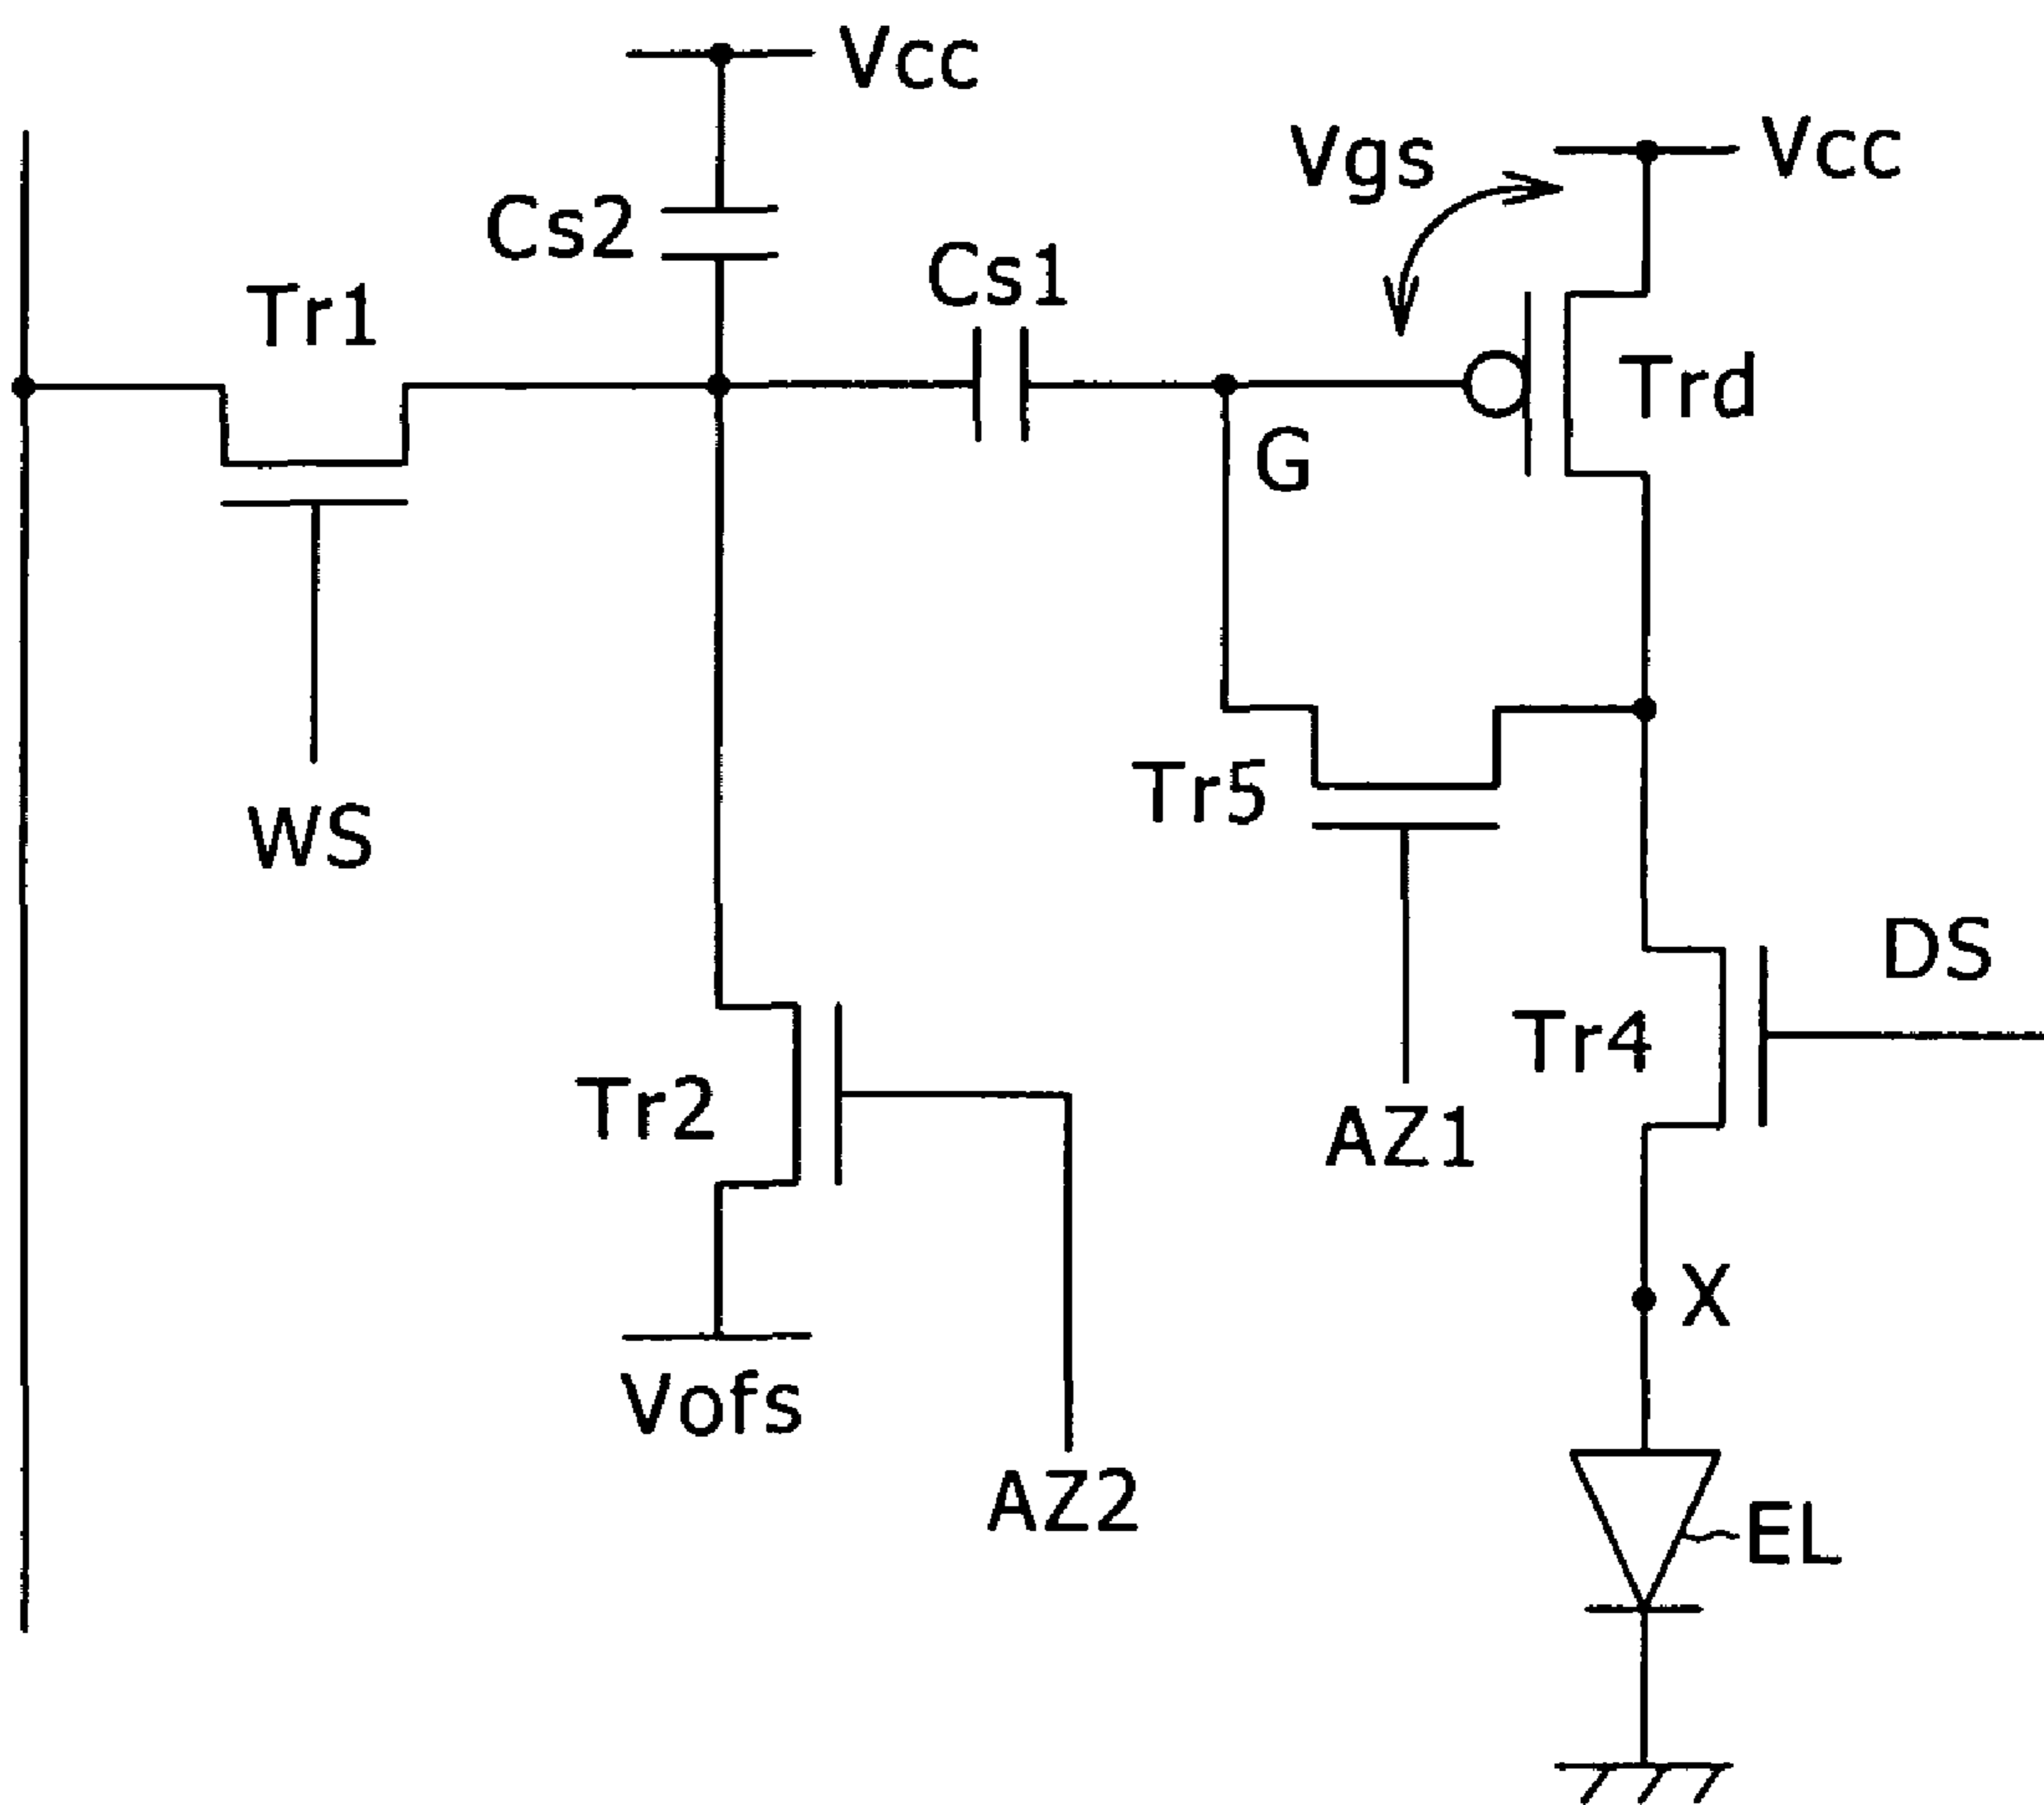 Vcc
Vgs
Vcc
Cs2
Cs1
Tr1
Trd
G
Tr5
WS
DS
Tr4
Tr2
AZ1
X
Vofs
AZ2
EL